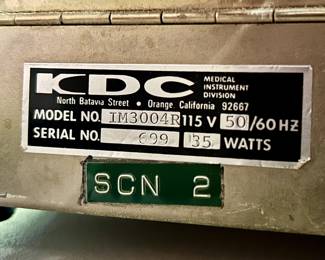 KDC MEDICAL INSTRUMENT DIVISION
North Batavia Street • Orange, California 92667
MODEL NO. IM3004R 115 V 50/60 HZ
SERIAL NO. 699 35 WATTS
SCN 2